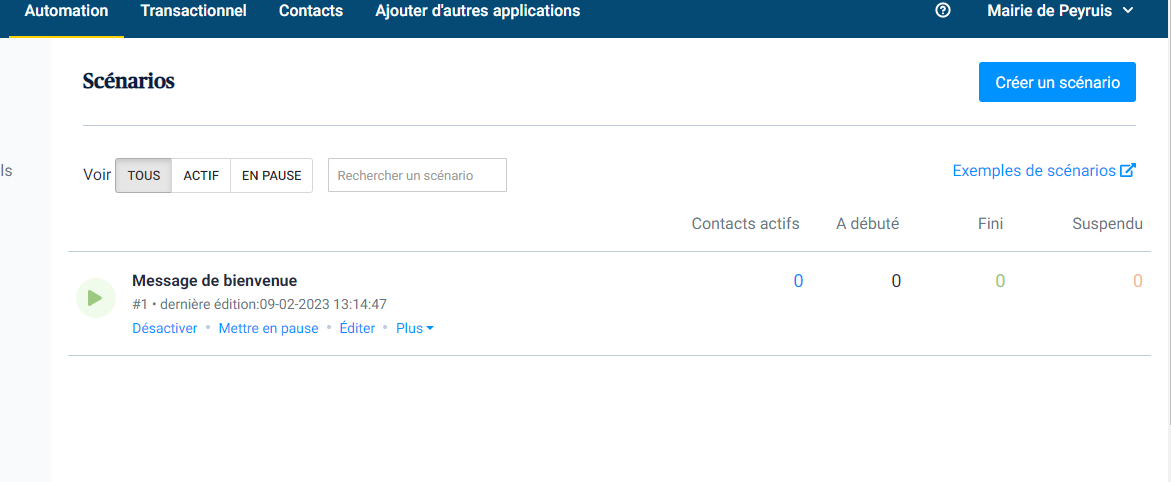 Automation Transactionnel Contacts Ajouter d'autres applications Mairie de Peyruis
Scénarios Créer un scénario
ls
Voir TOUS ACTIF EN PAUSE Rechercher un scénario Exemples de scénarios
Contacts actifs A débuté Fini Suspendu
Message de bienvenue 0 0 0 0
#1 • dernière édition:09-02-2023 13:14:47
Désactiver • Mettre en pause • Éditer • Plus